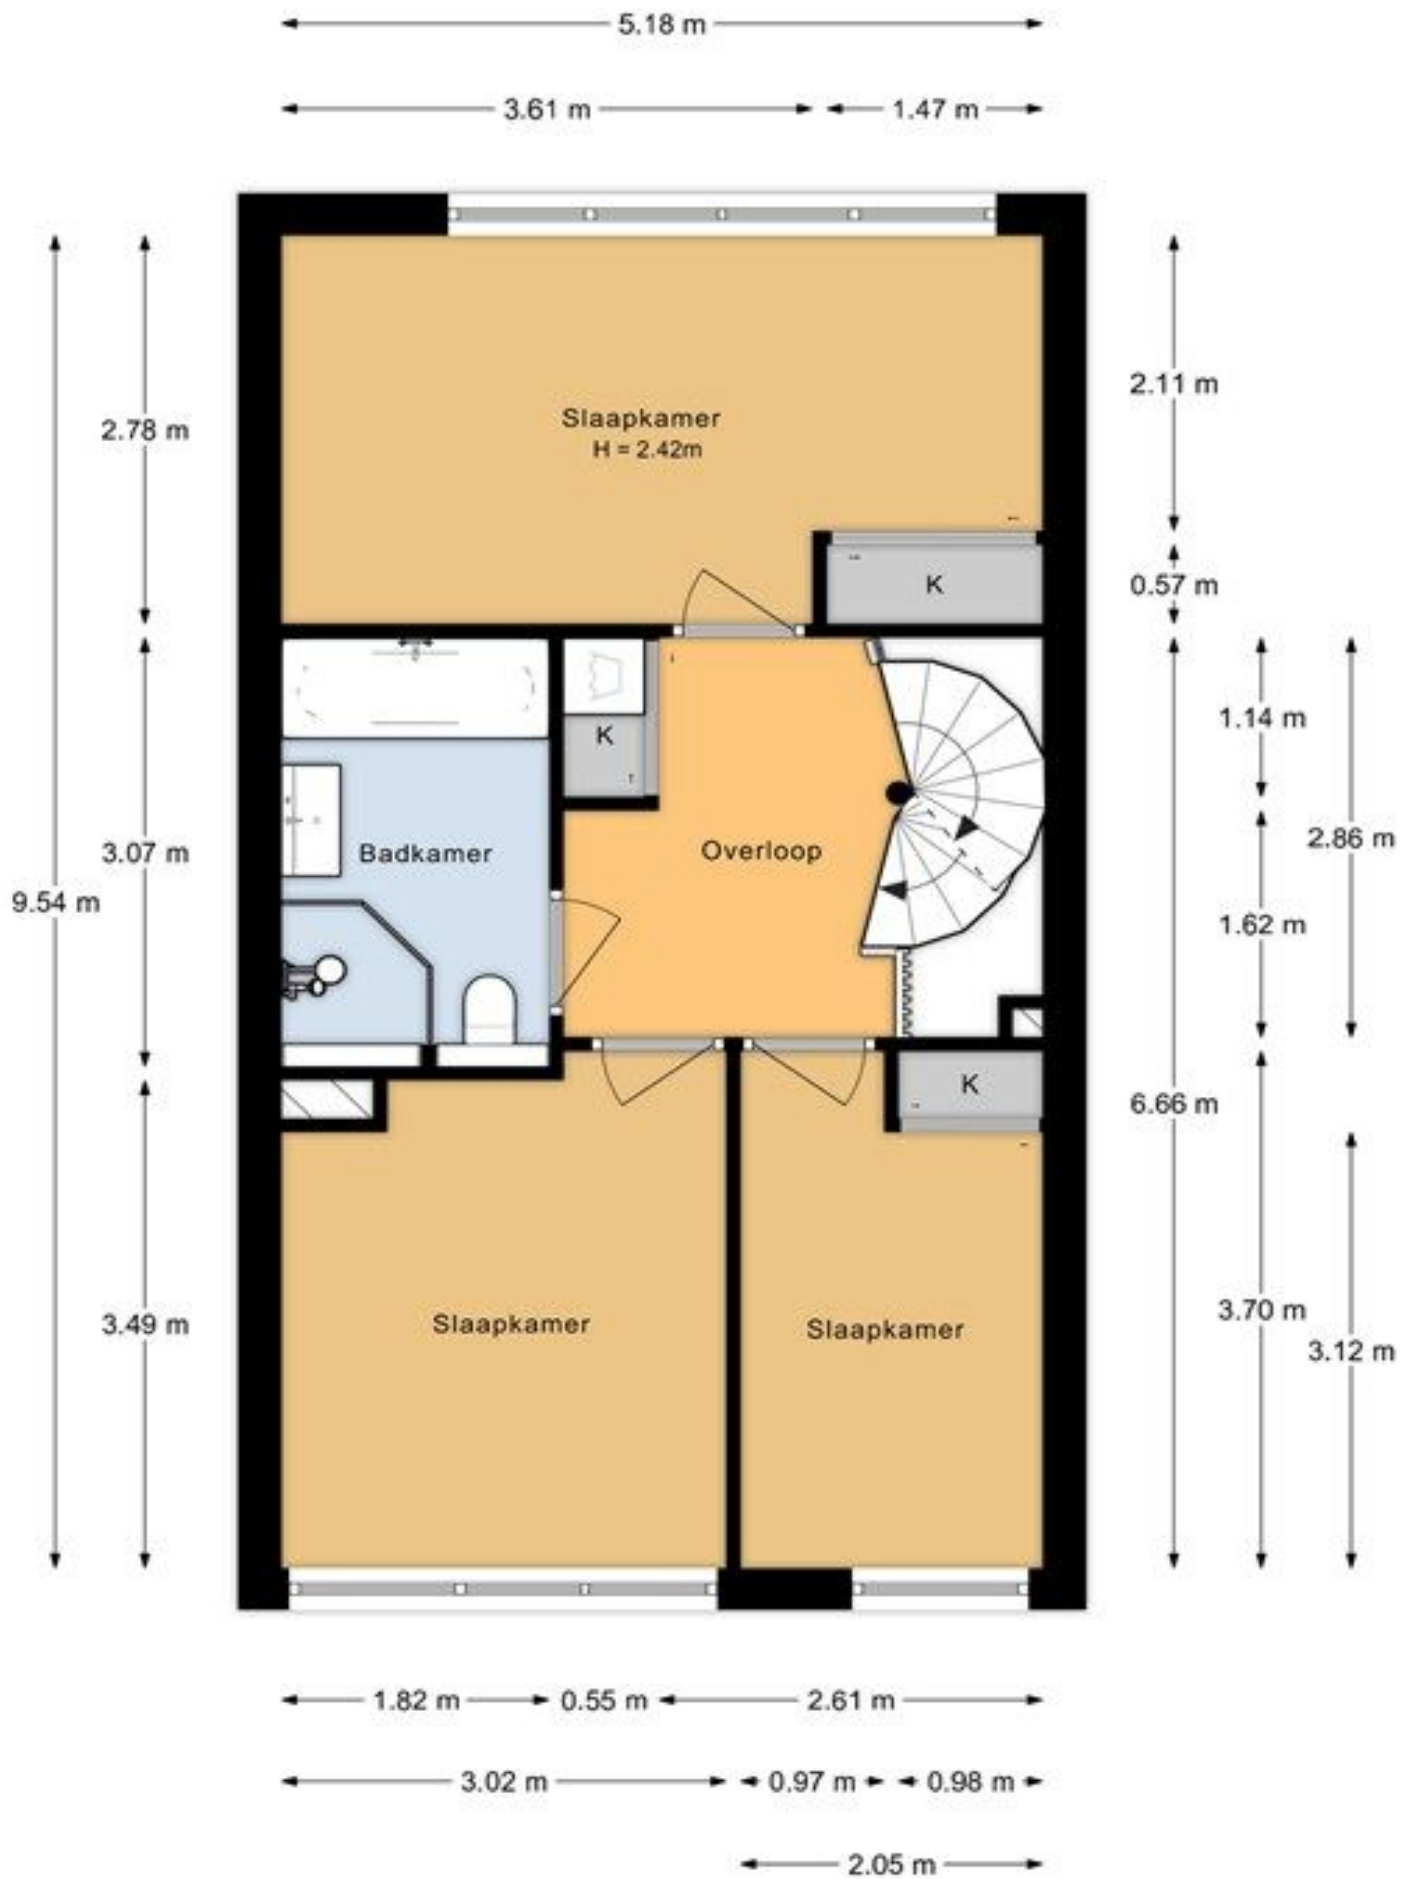 5.18 m
3.61 m
1.47 m
2.78 m
2.11 m
Slaapkamer
H = 2.42m
K
0.57 m
K
1.14 m
Badkamer
Overloop
3.07 m
2.86 m
9.54 m
1.62 m
K
6.66 m
3.49 m
Slaapkamer
Slaapkamer
3.70 m
3.12 m
1.82 m
0.55 m
2.61 m
3.02 m
0.97 m
0.98 m
2.05 m